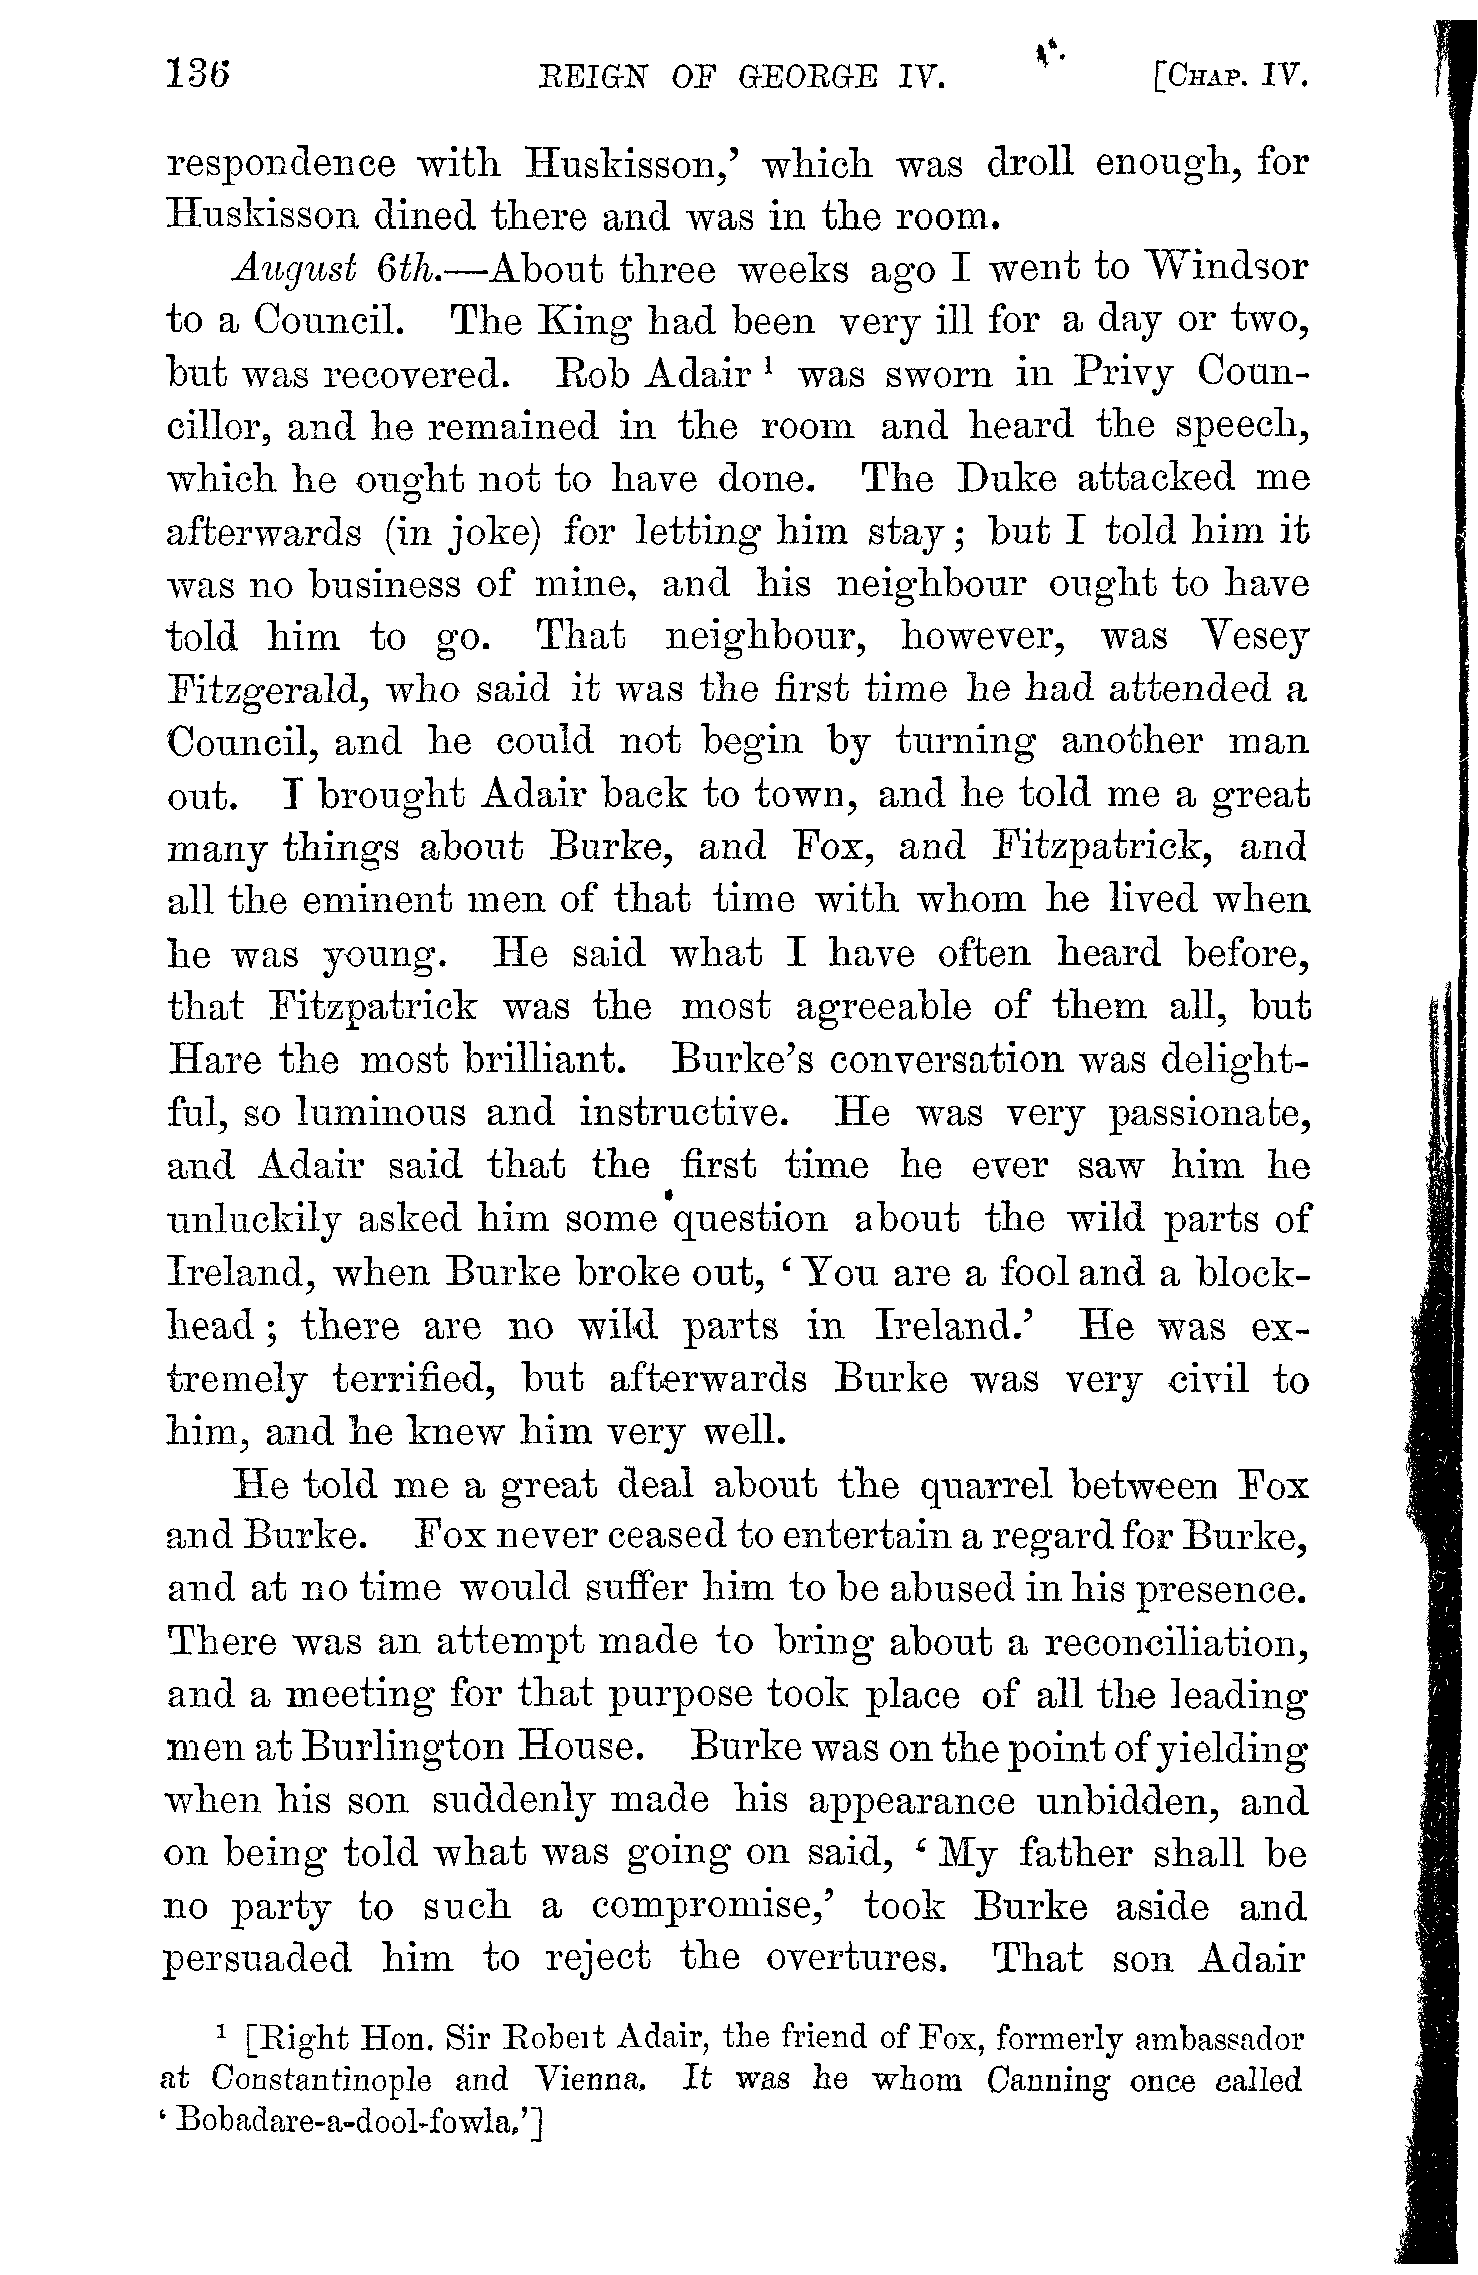 136 REIGN OF GEORGE IV. [CHAP. IV.
respondence with Huskisson,’ which was droll enough, for
Huskisson dined there and was in the room.
August 6th.—About three weeks ago I went to Windsor
to a Council. The King had been very ill for a day or two,
but was recovered. Rob Adair ¹ was sworn in Privy Coun-
cillor, and he remained in the room and heard the speech,
which he ought not to have done. The Duke attacked me
afterwards (in joke) for letting him stay; but I told him it
was no business of mine, and his neighbour ought to have
told him to go. That neighbour, however, was Vesey
Fitzgerald, who said it was the first time he had attended a
Council, and he could not begin by turning another man
out. I brought Adair back to town, and he told me a great
many things about Burke, and Fox, and Fitzpatrick, and
all the eminent men of that time with whom he lived when
he was young. He said what I have often heard before,
that Fitzpatrick was the most agreeable of them all, but
Hare the most brilliant. Burke’s conversation was delight-
ful, so luminous and instructive. He was very passionate,
and Adair said that the first time he ever saw him he
unluckily asked him some question about the wild parts of
Ireland, when Burke broke out, ‘You are a fool and a block-
head; there are no wild parts in Ireland.’ He was ex-
tremely terrified, but afterwards Burke was very civil to
him, and he knew him very well.
He told me a great deal about the quarrel between Fox
and Burke. Fox never ceased to entertain a regard for Burke,
and at no time would suffer him to be abused in his presence.
There was an attempt made to bring about a reconciliation,
and a meeting for that purpose took place of all the leading
men at Burlington House. Burke was on the point of yielding
when his son suddenly made his appearance unbidden, and
on being told what was going on said, ‘My father shall be
no party to such a compromise,’ took Burke aside and
persuaded him to reject the overtures. That son Adair
¹ [Right Hon. Sir Robert Adair, the friend of Fox, formerly ambassador
at Constantinople and Vienna. It was he whom Canning once called
‘Bobadare-a-dool-fowla.’]